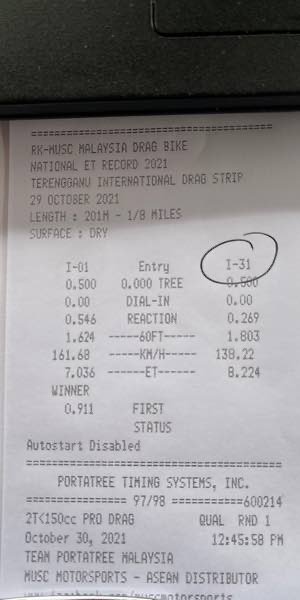 ================================
RK-MUSC MALAYSIA DRAG BIKE
NATIONAL ET RECORD 2021
TERENGGANU INTERNATIONAL DRAG STRIP
29 OCTOBER 2021
LENGTH : 201M - 1/8 MILES
SURFACE : DRY
I-01 Entry I-31
0.500 0.000 TREE 0.500
0.00 DIAL-IN 0.00
0.546 REACTION 0.269
1.624 -----60FT----- 1.803
161.68 -----KM/H----- 138.22
7.036 ------ET------ 8.224
WINNER
0.911 FIRST
STATUS
Autostart Disabled
================================
PORTATREE TIMING SYSTEMS, INC.
============== 97/98 ==========600214
2T<150cc PRO DRAG QUAL RND 1
October 30, 2021 12:45:58 PM
TEAM PORTATREE MALAYSIA
MUSC MOTORSPORTS - ASEAN DISTRIBUTOR